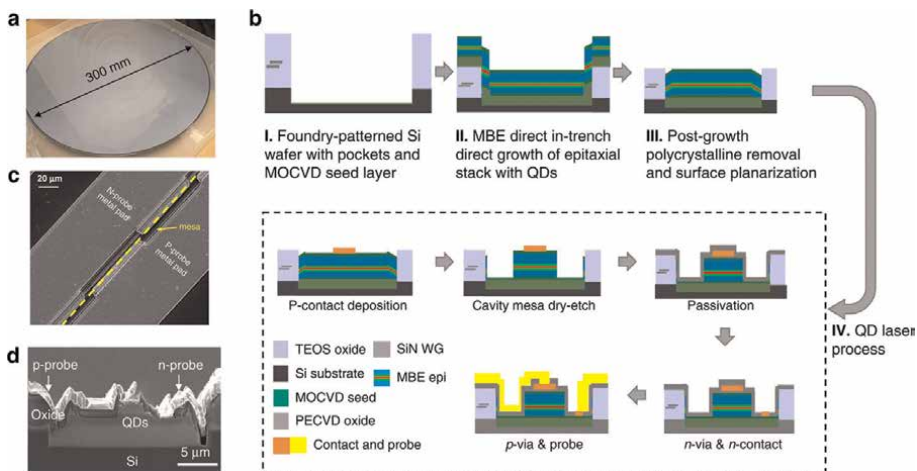 a
300 mm
b
I. Foundry-patterned Si
wafer with pockets and
MOCVD seed layer
II. MBE direct in-trench
direct growth of epitaxial
stack with QDs
III. Post-growth
polycrystalline removal
and surface planarization
c
20 µm
N-probe
metal pad
mesa
P-probe
metal pad
P-contact deposition
Cavity mesa dry-etch
Passivation
IV. QD laser
process
TEOS oxide
SiN WG
Si substrate
MBE epi
MOCVD seed
PECVD oxide
Contact and probe
p-via & probe
n-via & n-contact
d
p-probe
n-probe
Oxide
QDs
Si
5 µm